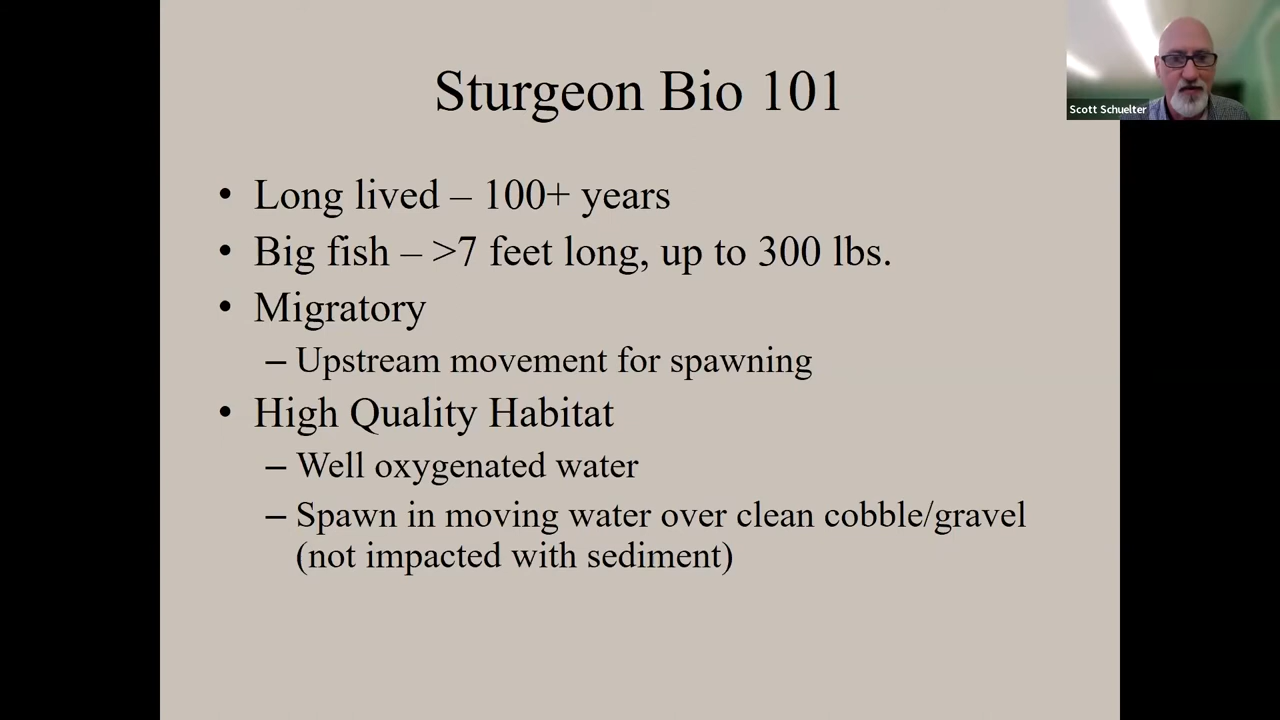 Sturgeon Bio 101
Scott Schuelter
• Long lived – 100+ years
• Big fish – >7 feet long, up to 300 lbs.
• Migratory
– Upstream movement for spawning
• High Quality Habitat
– Well oxygenated water
– Spawn in moving water over clean cobble/gravel
(not impacted with sediment)